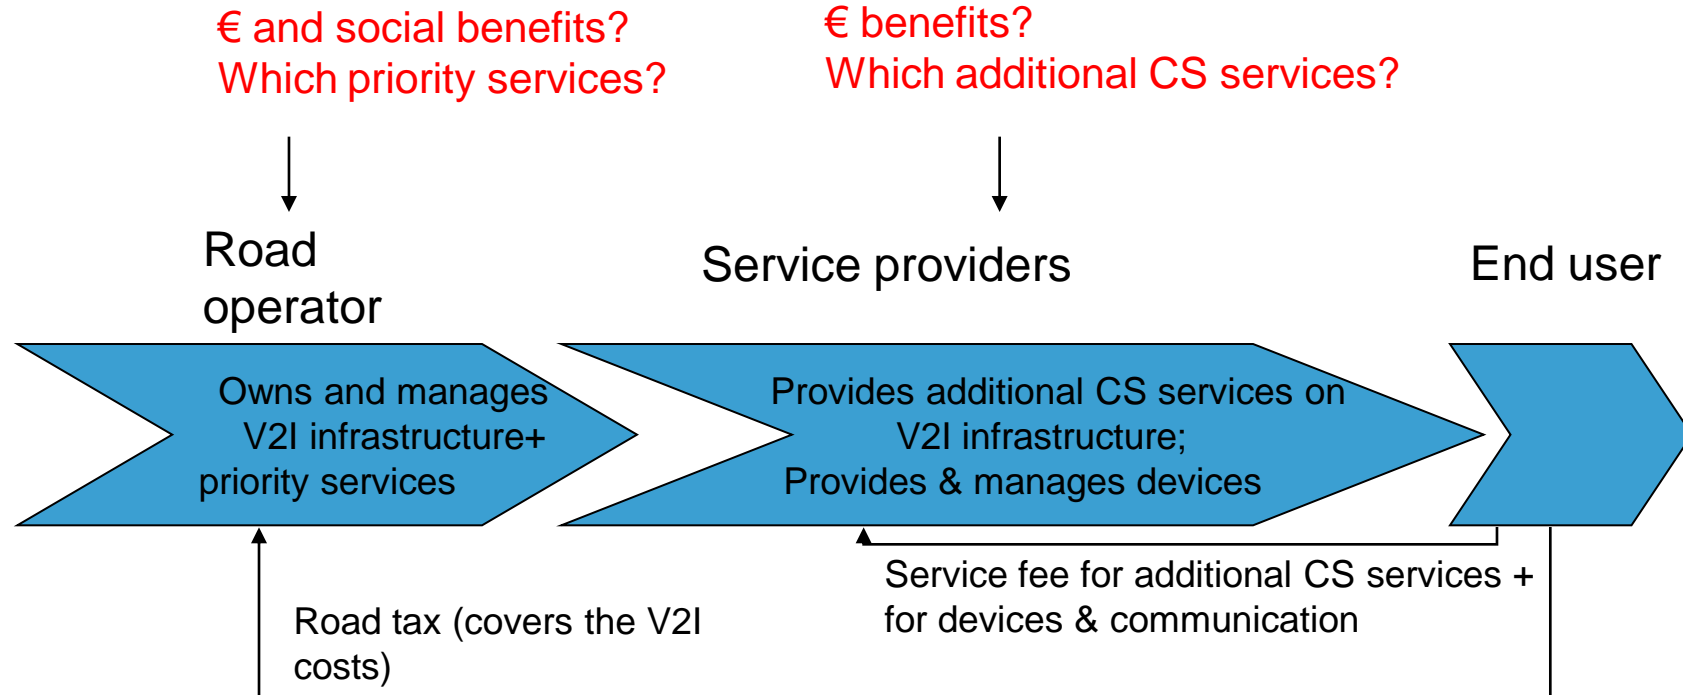 € and social benefits?
Which priority services?
€ benefits?
Which additional CS services?
Road
operator
Service providers
End user
Owns and manages
V2I infrastructure+
priority services
Provides additional CS services on
V2I infrastructure;
Provides & manages devices
Service fee for additional CS services +
for devices & communication
Road tax (covers the V2I
costs)